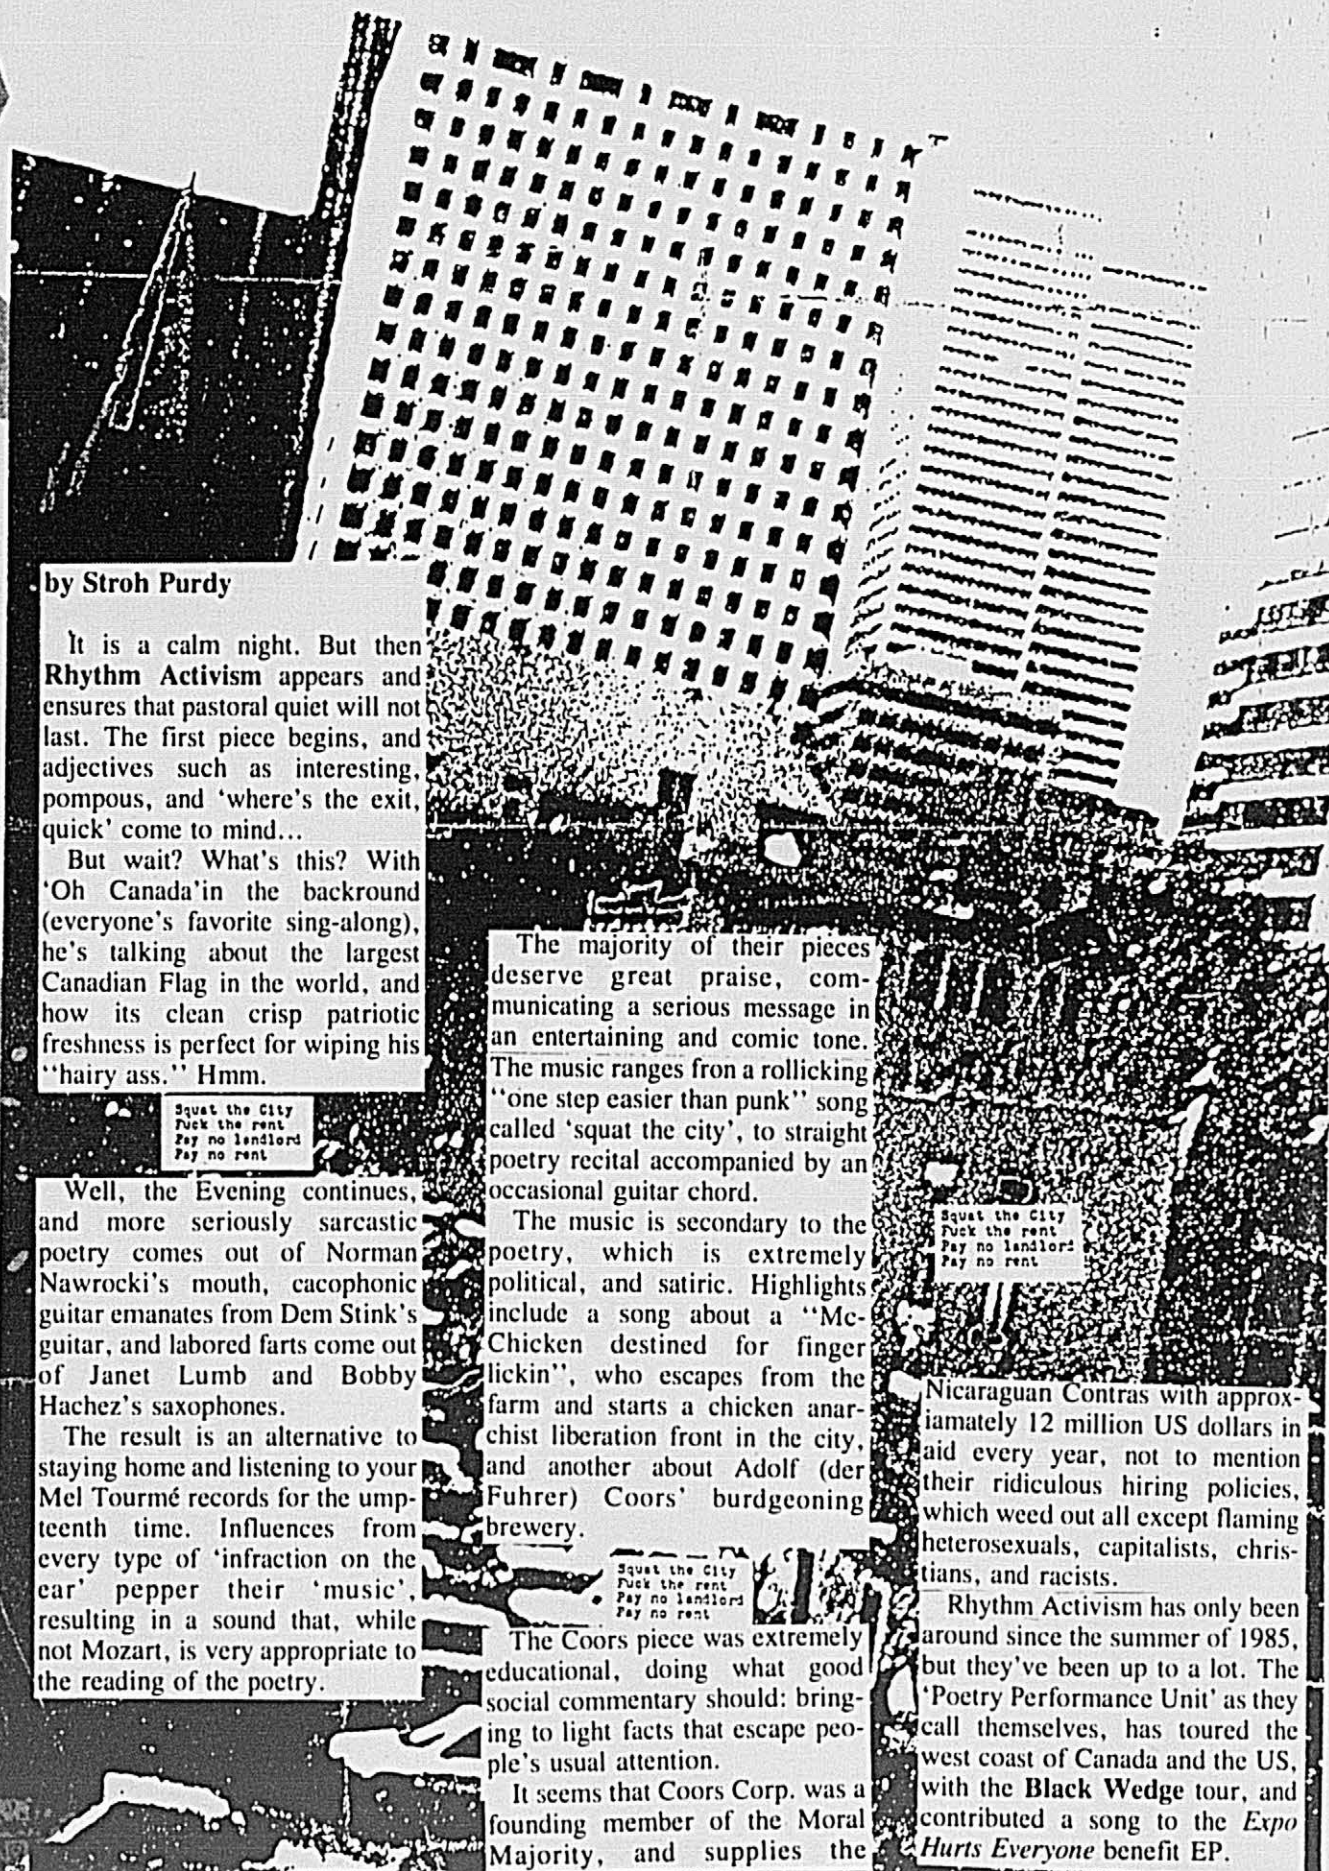 by Stroh Purdy
It is a calm night. But then
Rhythm Activism appears and
ensures that pastoral quiet will not
last. The first piece begins, and
adjectives such as interesting,
pompous, and ‘where's the exit,
quick’ come to mind...
But wait? What's this? With
‘Oh Canada’in the backround
(everyone's favorite sing-along),
he's talking about the largest
Canadian Flag in the world, and
how its clean crisp patriotic
freshness is perfect for wiping his
‘‘hairy ass.’’ Hmm.
Squat the City
Fuck the rent
Pay no landlord
Pay no rent
Well, the Evening continues,
and more seriously sarcastic
poetry comes out of Norman
Nawrocki's mouth, cacophonic
guitar emanates from Dem Stink's
guitar, and labored farts come out
of Janet Lumb and Bobby
Hachez's saxophones.
The result is an alternative to
staying home and listening to your
Mel Tourmé records for the ump-
teenth time. Influences from
every type of ‘infraction on the
ear’ pepper their ‘music’,
resulting in a sound that, while
not Mozart, is very appropriate to
the reading of the poetry.
The majority of their pieces
deserve great praise, com-
municating a serious message in
an entertaining and comic tone.
The music ranges fron a rollicking
‘‘one step easier than punk’’ song
called ‘squat the city’, to straight
poetry recital accompanied by an
occasional guitar chord.
The music is secondary to the
poetry, which is extremely
political, and satiric. Highlights
include a song about a ‘‘Mc-
Chicken destined for finger
lickin’’, who escapes from the
farm and starts a chicken anar-
chist liberation front in the city,
and another about Adolf (der
Fuhrer) Coors' burdgeoning
brewery.
Squat the City
Fuck the rent
Pay no landlord
Pay no rent
The Coors piece was extremely
educational, doing what good
social commentary should: bring-
ing to light facts that escape peo-
ple's usual attention.
It seems that Coors Corp. was a
founding member of the Moral
Majority, and supplies the
Squat the City
Fuck the rent
Pay no landlord
Pay no rent
Nicaraguan Contras with approx-
iamately 12 million US dollars in
aid every year, not to mention
their ridiculous hiring policies,
which weed out all except flaming
heterosexuals, capitalists, chris-
tians, and racists.
Rhythm Activism has only been
around since the summer of 1985,
but they've been up to a lot. The
‘Poetry Performance Unit’ as they
call themselves, has toured the
west coast of Canada and the US,
with the Black Wedge tour, and
contributed a song to the Expo
Hurts Everyone benefit EP.